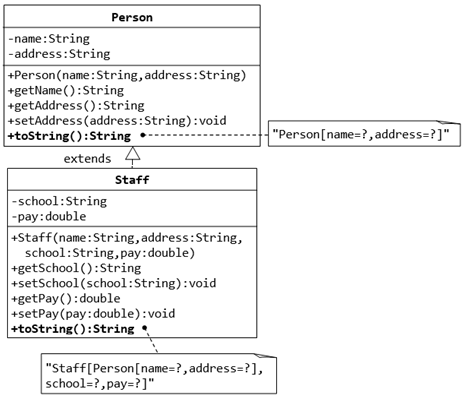 Person
-name:String
-address:String
+Person(name:String,address:String)
+getName():String
+getAddress():String
+setAddress(address:String):void
+toString():String
"Person[name=?,address=?]"
extends
Staff
-school:String
-pay:double
+Staff(name:String,address:String,
school:String,pay:double)
+getSchool():String
+setSchool(school:String):void
+getPay():double
+setPay(pay:double):void
+toString():String
"Staff[Person[name=?,address=?],
school=?,pay=?]"